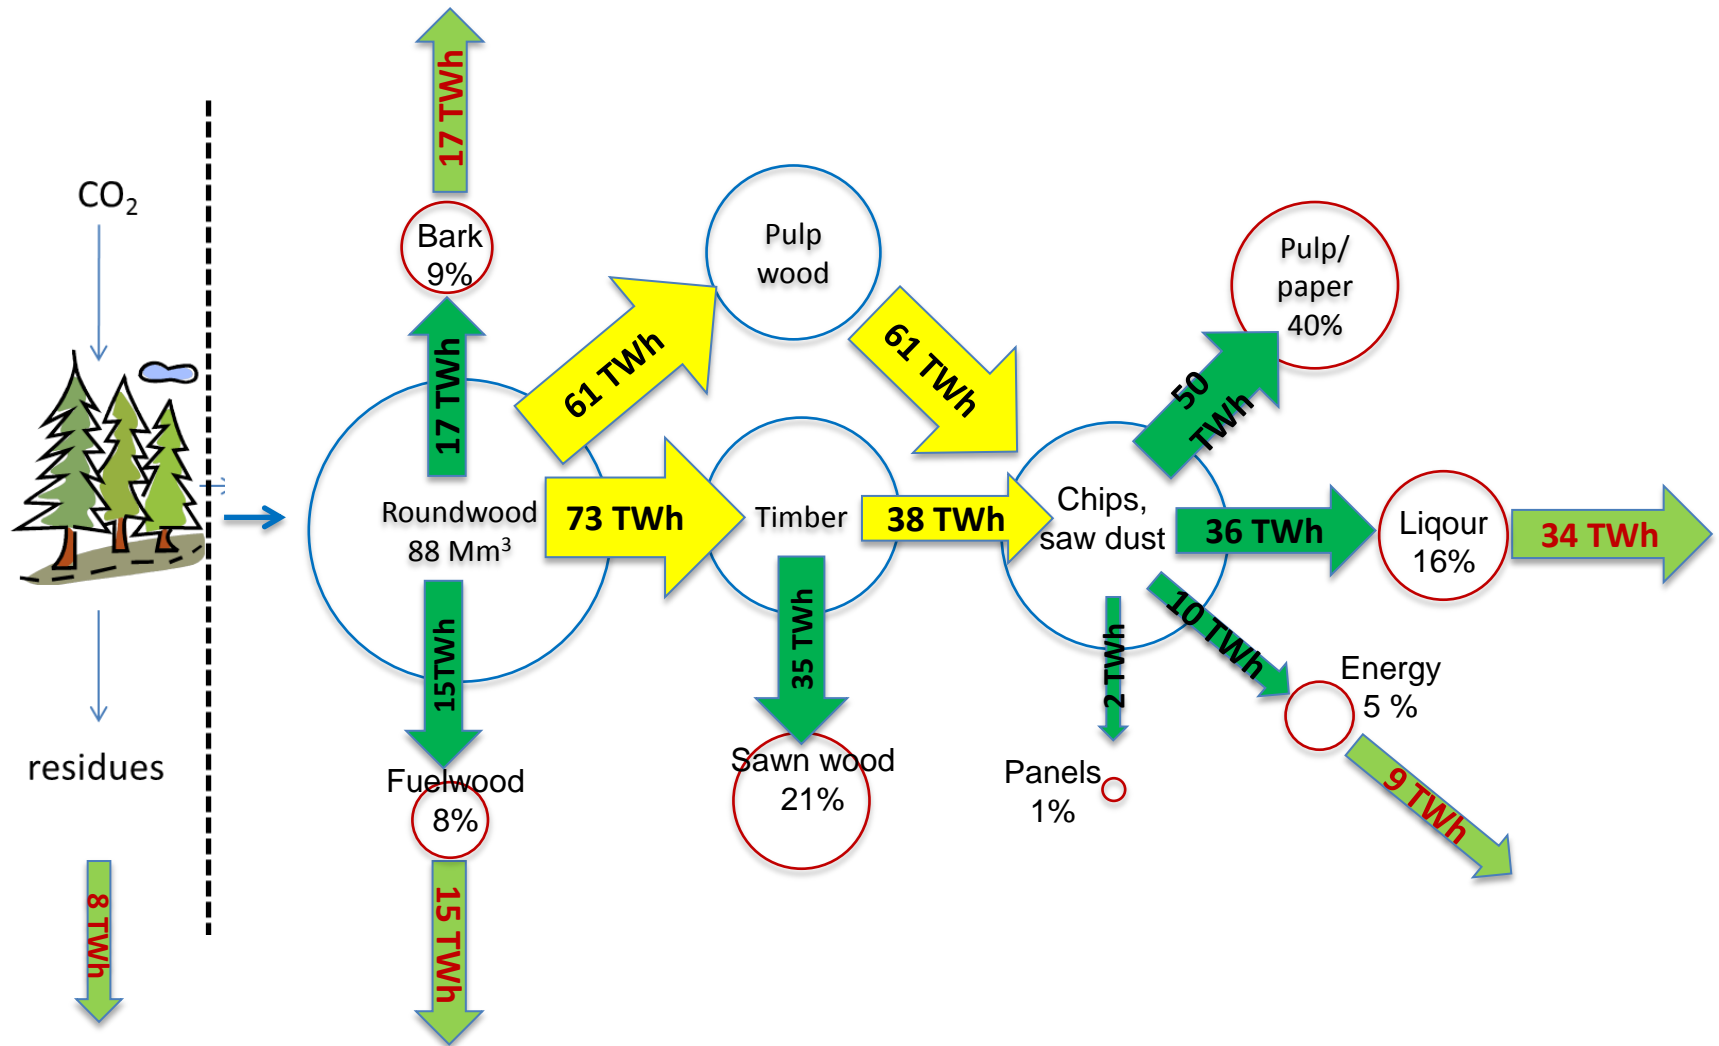 CO₂
residues
8 TWh
17 TWh
Bark
9%
17 TWh
Roundwood
88 Mm³
15TWh
Fuelwood
8%
15 TWh
61 TWh
73 TWh
Pulp
wood
Timber
35 TWh
Sawn wood
21%
61 TWh
38 TWh
Chips,
saw dust
50
TWh
Pulp/
paper
40%
36 TWh
Liqour
16%
34 TWh
10 TWh
Energy
5 %
9 TWh
2 TWh
Panels
1%